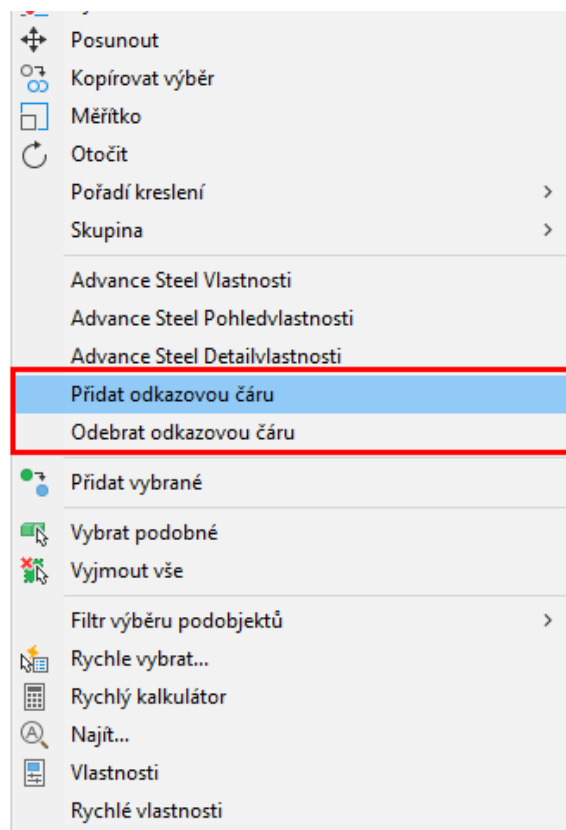 Posunout
Kopírovat výběr
Měřítko
Otočit
Pořadí kreslení
Skupina
Advance Steel Vlastnosti
Advance Steel Pohledvlastnosti
Advance Steel Detailvlastnosti
Přidat odkazovou čáru
Odebrat odkazovou čáru
Přidat vybrané
Vybrat podobné
Vyjmout vše
Filtr výběru podobjektů
Rychle vybrat...
Rychlý kalkulátor
Najít...
Vlastnosti
Rychlé vlastnosti